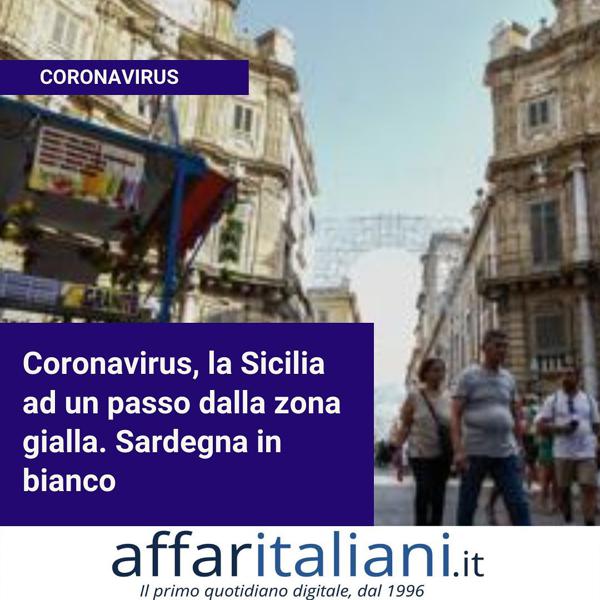 CORONAVIRUS
Coronavirus, la Sicilia
ad un passo dalla zona
gialla. Sardegna in
bianco
affaritaliani.it
Il primo quotidiano digitale, dal 1996